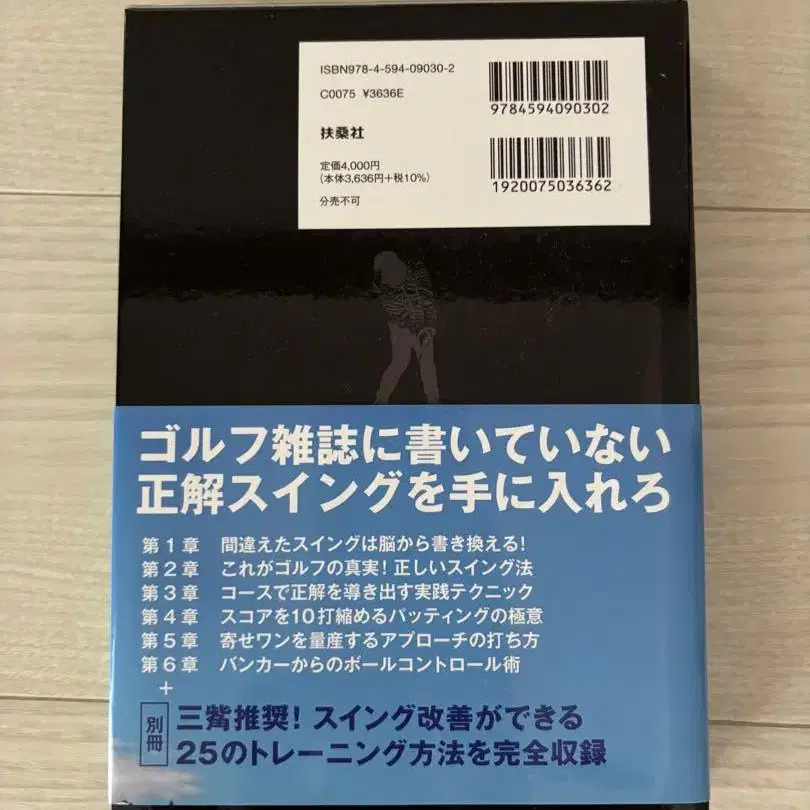 ISBN978-4-594-09030-2
C0075 ¥3636E
9784594090302
扶桑社
定価4,000円
(本体3,636円+税10%)
1920075036362
分売不可
ゴルフ雑誌に書いていない
正解スイングを手に入れろ
第1章 間違えたスイングは脳から書き換える!
第2章 これがゴルフの真実! 正しいスイング法
第3章 コースで正解を導き出す実践テクニック
第4章 スコアを10打縮めるパッティングの極意
第5章 寄せワンを量産するアプローチの打ち方
第6章 バンカーからのボールコントロール術
+
別冊
三觜推奨! スイング改善ができる
25のトレーニング方法を完全収録